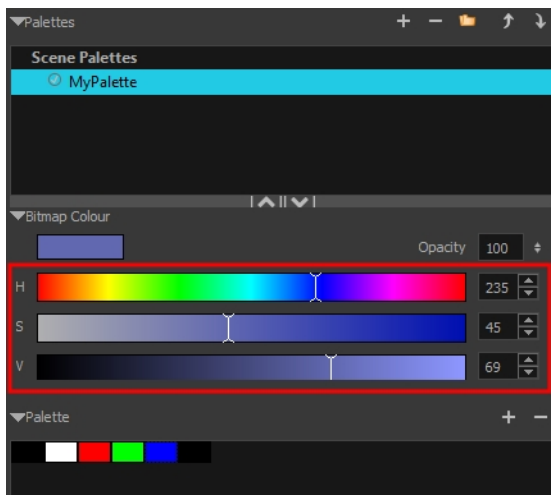 Palettes
Scene Palettes
MyPalette
Bitmap Colour
Opacity 100
H 235
S 45
V 69
Palette